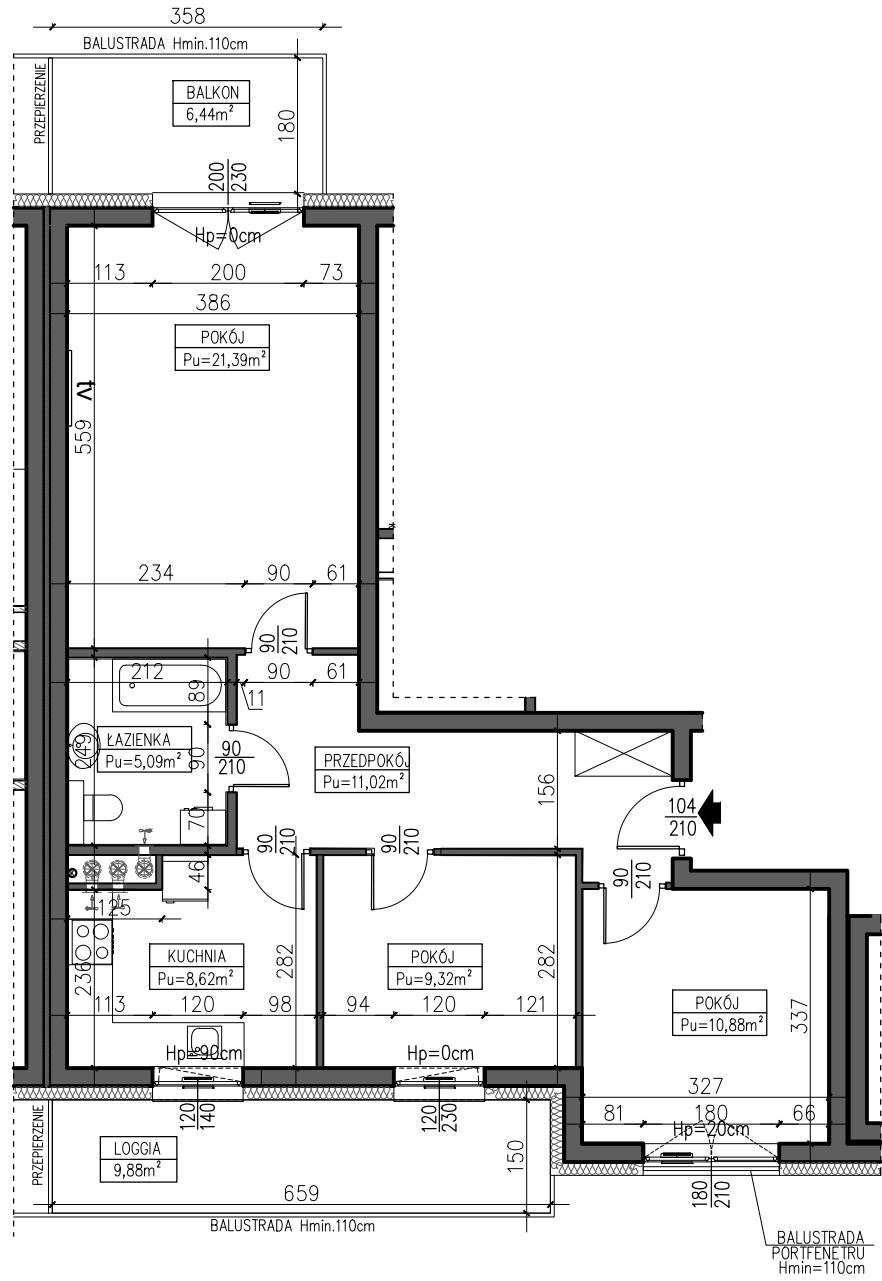 358
BALUSTRADA Hmin.110cm
PRZEPIERZENIE
BALKON
6,44m²
180
200
230
Hp=0cm
113 200 73
386
POKÓJ
Pu=21,39m²
tv
559
234 90 61
90
210
212 90 61
11
89
ŁAZIENKA
Pu=5,09m²
249
90
90
210
PRZEDPOKÓJ
Pu=11,02m²
156
104
210
70
90
210
90
210
90
210
46
125
KUCHNIA
Pu=8,62m²
236
282
POKÓJ
Pu=9,32m²
282
POKÓJ
Pu=10,88m²
337
113 120 98 94 120 121
Hp=90cm
Hp=0cm
327
81 180 66
Hp=20cm
120
140
120
230
PRZEPIERZENIE
LOGGIA
9,88m²
150
659
180
210
BALUSTRADA Hmin.110cm
BALUSTRADA
PORTFENETRU
Hmin=110cm